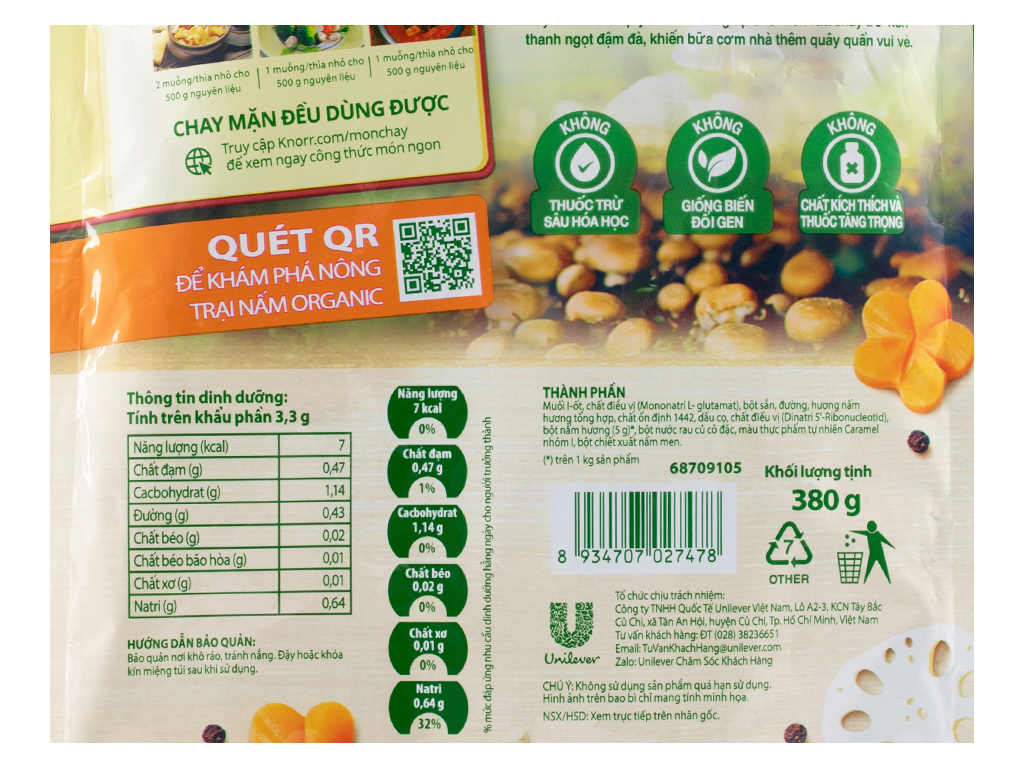 thanh ngọt đậm đà, khiến bữa cơm nhà thêm quây quần vui vẻ.
2 muỗng/thìa nhỏ cho
500 g nguyên liệu
1 muỗng/thìa nhỏ cho
500 g nguyên liệu
1 muỗng/thìa nhỏ cho
500 g nguyên liệu
CHAY MẶN ĐỀU DÙNG ĐƯỢC
Truy cập Knorr.com/monchay
để xem ngay công thức món ngon
KHÔNG
THUỐC TRỪ
SÂU HÓA HỌC
KHÔNG
GIỐNG BIẾN
ĐỔI GEN
KHÔNG
CHẤT KÍCH THÍCH VÀ
THUỐC TĂNG TRỌNG
QUÉT QR
ĐỂ KHÁM PHÁ NÔNG
TRẠI NẤM ORGANIC
Thông tin dinh dưỡng:
Tính trên khẩu phần 3,3 g
Năng lượng (kcal) 7
Chất đạm (g) 0,47
Cacbohydrat (g) 1,14
Đường (g) 0,43
Chất béo (g) 0,02
Chất béo bão hòa (g) 0,01
Chất xơ (g) 0,01
Natri (g) 0,64
HƯỚNG DẪN BẢO QUẢN:
Bảo quản nơi khô ráo, tránh nắng. Đậy hoặc khóa
kín miệng túi sau khi sử dụng.
Năng lượng
7 kcal
0%
Chất đạm
0,47 g
1%
Cacbohydrat
1,14 g
0%
Chất béo
0,02 g
0%
Chất xơ
0,01 g
0%
Natri
0,64 g
32%
% mức đáp ứng nhu cầu dinh dưỡng hằng ngày cho người trưởng thành
THÀNH PHẦN
Muối I-ốt, chất điều vị (Mononatri L- glutamat), bột sắn, đường, hương nấm
hương tổng hợp, chất ổn định 1442, dầu cọ, chất điều vị (Dinatri 5'-Ribonucleotid),
bột nấm hương (5 g)*, bột nước rau củ cô đặc, màu thực phẩm tự nhiên Caramel
nhóm I, bột chiết xuất nấm men.
(*) trên 1 kg sản phẩm
68709105
Khối lượng tịnh
380 g
8 934707 027478
7
OTHER
Unilever
Tổ chức chịu trách nhiệm:
Công ty TNHH Quốc Tế Unilever Việt Nam, Lô A2-3, KCN Tây Bắc
Củ Chi, xã Tân An Hội, huyện Củ Chi, Tp. Hồ Chí Minh, Việt Nam
Tư vấn khách hàng: ĐT (028) 38236651
Email: TuVanKhachHang@unilever.com
Zalo: Unilever Chăm Sóc Khách Hàng
CHÚ Ý: Không sử dụng sản phẩm quá hạn sử dụng.
Hình ảnh trên bao bì chỉ mang tính minh họa.
NSX/HSD: Xem trực tiếp trên nhãn gốc.